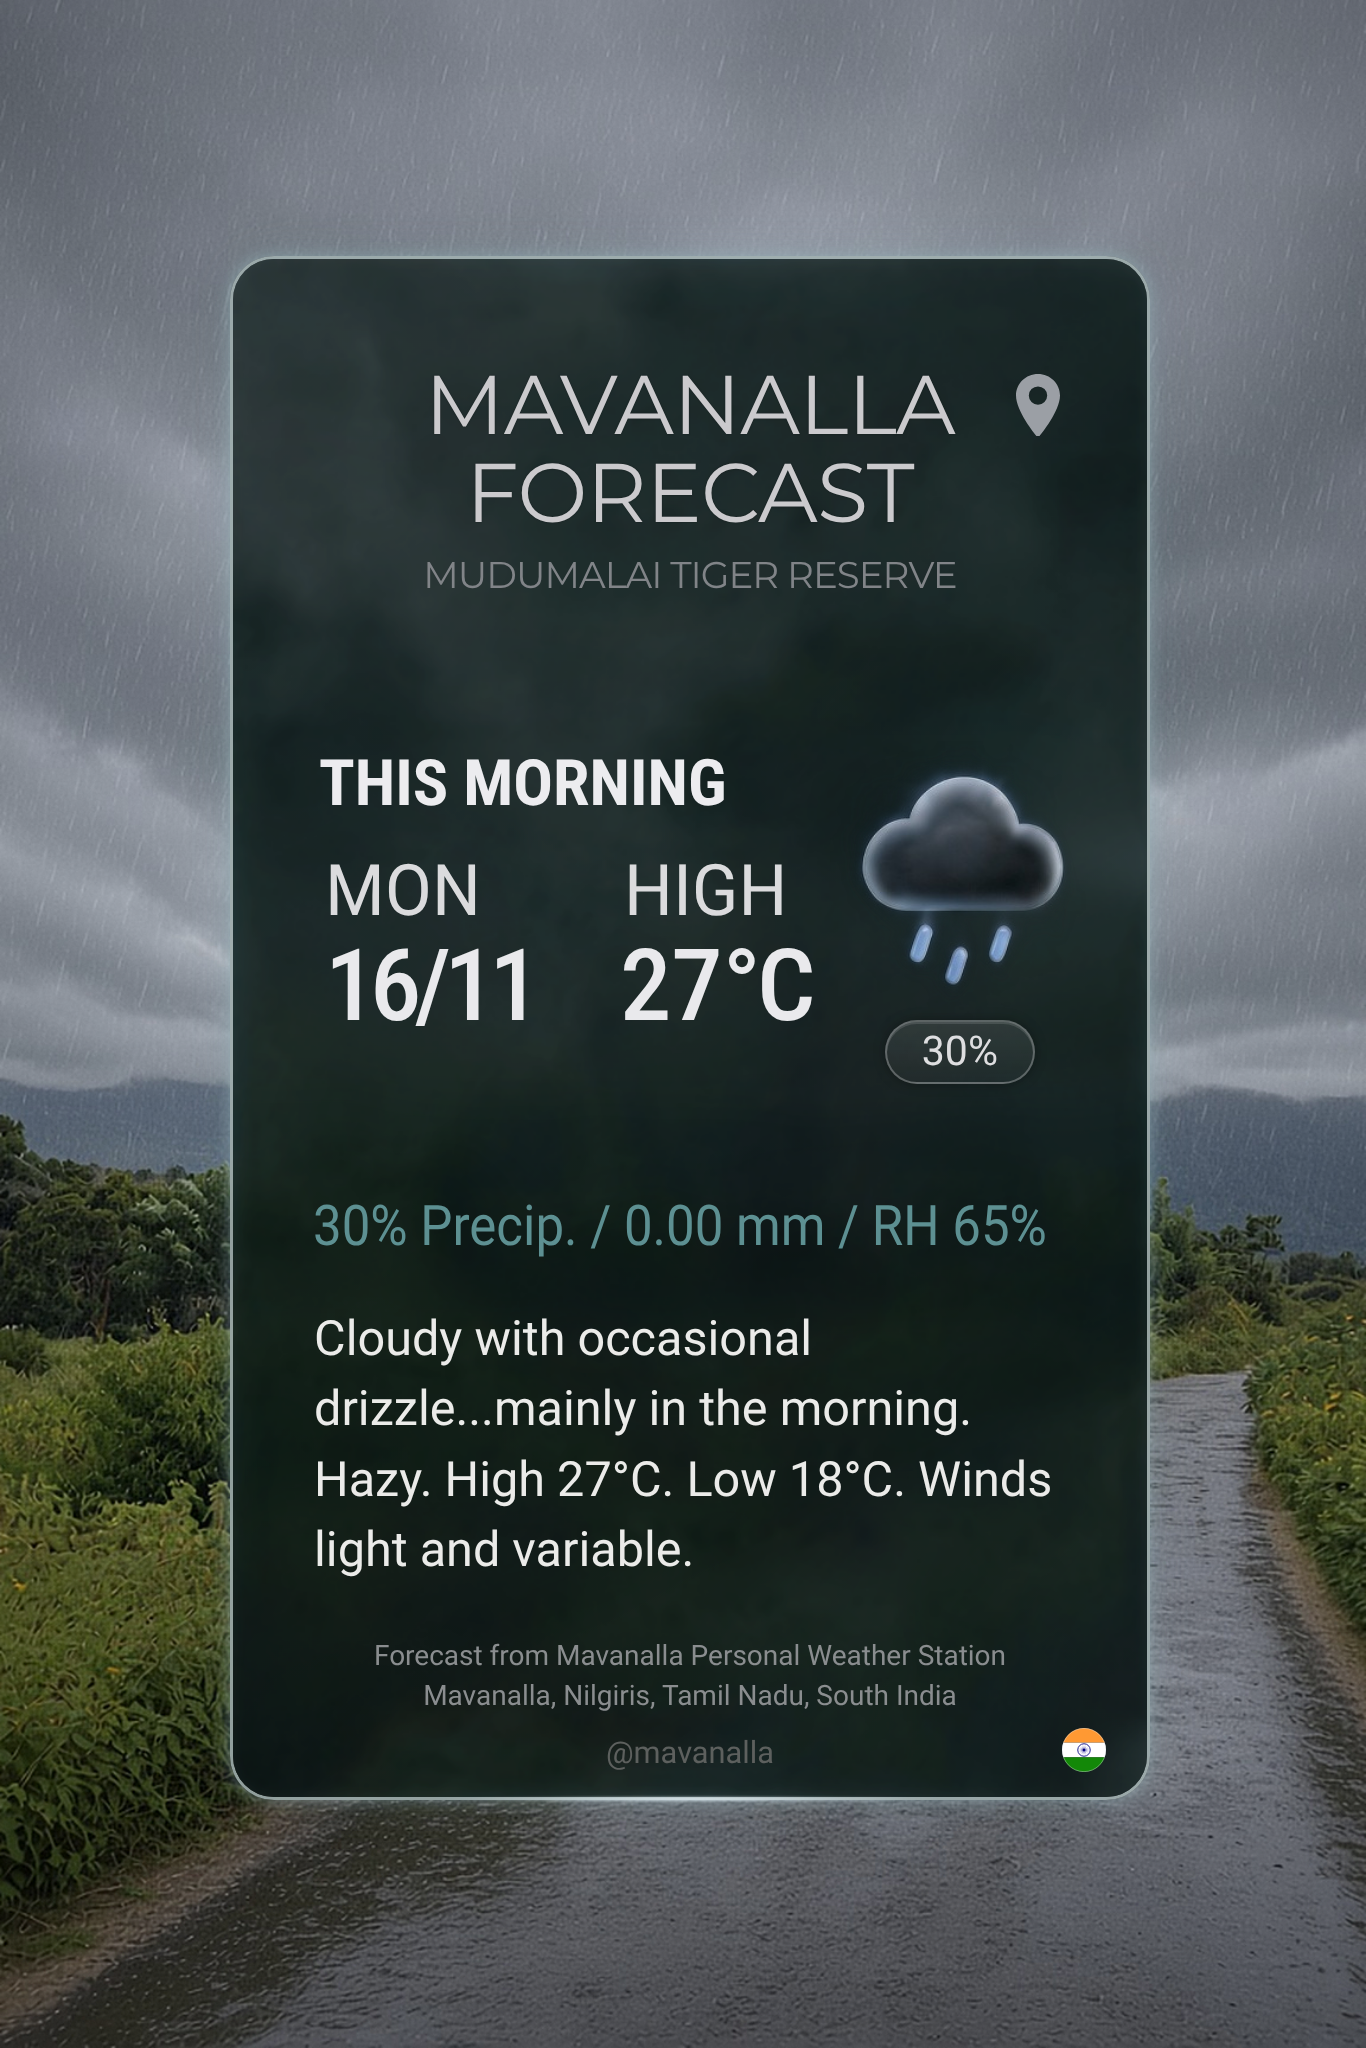 MAVANALLA
FORECAST
MUDUMALAI TIGER RESERVE
THIS MORNING
MON HIGH
16/11 27°C
30%
30% Precip. / 0.00 mm / RH 65%
Cloudy with occasional
drizzle...mainly in the morning.
Hazy. High 27°C. Low 18°C. Winds
light and variable.
Forecast from Mavanalla Personal Weather Station
Mavanalla, Nilgiris, Tamil Nadu, South India
@mavanalla